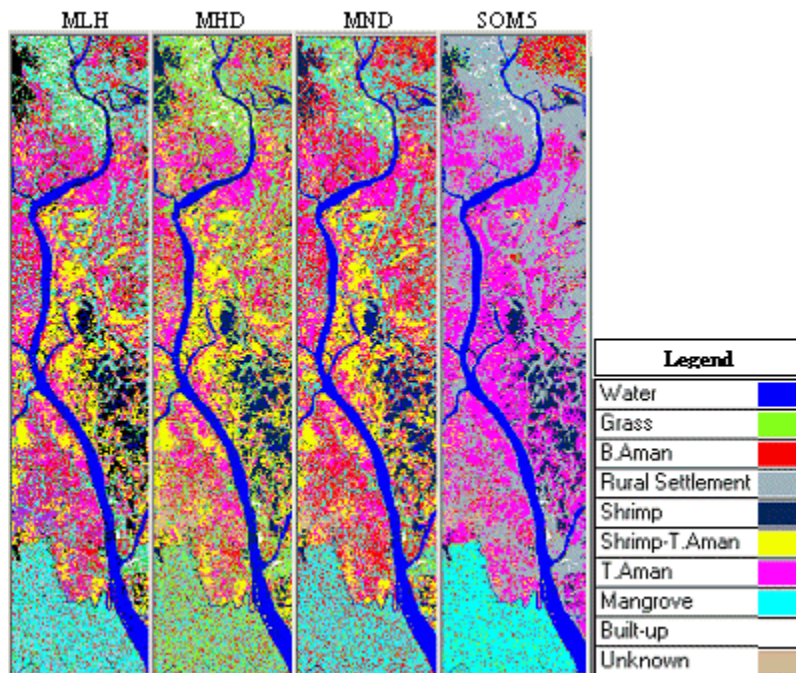 MLH MHD MND SOM5
Legend
Water
Grass
B.Aman
Rural Settlement
Shrimp
Shrimp-T.Aman
T.Aman
Mangrove
Built-up
Unknown